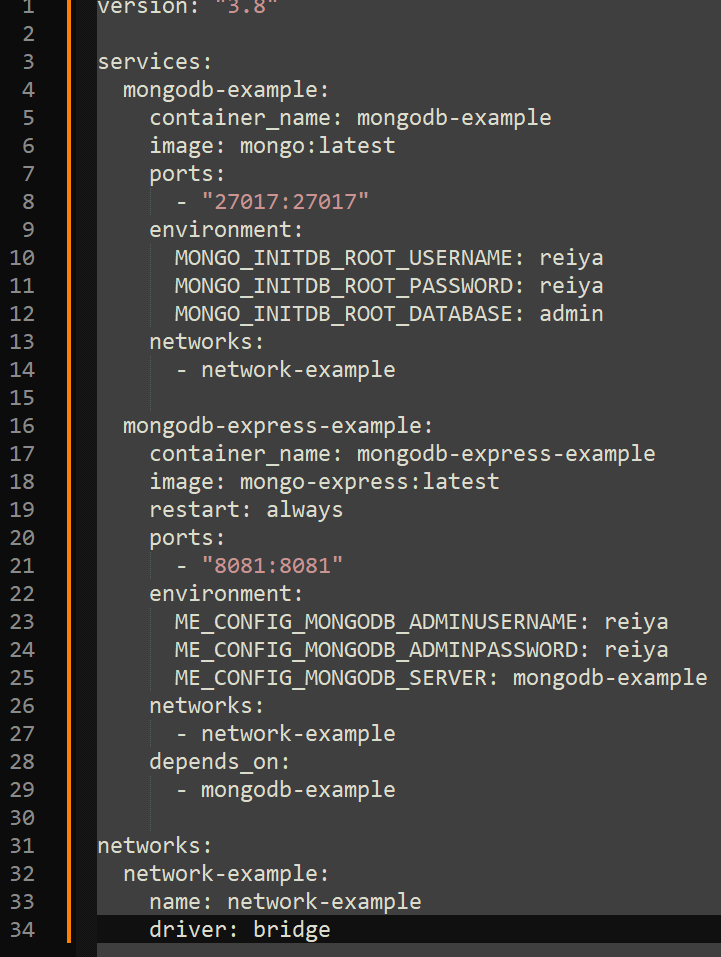 1 version: "3.8"
2
3 services:
4   mongodb-example:
5     container_name: mongodb-example
6     image: mongo:latest
7     ports:
8       - "27017:27017"
9     environment:
10       MONGO_INITDB_ROOT_USERNAME: reiya
11       MONGO_INITDB_ROOT_PASSWORD: reiya
12       MONGO_INITDB_ROOT_DATABASE: admin
13     networks:
14       - network-example
15
16   mongodb-express-example:
17     container_name: mongodb-express-example
18     image: mongo-express:latest
19     restart: always
20     ports:
21       - "8081:8081"
22     environment:
23       ME_CONFIG_MONGODB_ADMINUSERNAME: reiya
24       ME_CONFIG_MONGODB_ADMINPASSWORD: reiya
25       ME_CONFIG_MONGODB_SERVER: mongodb-example
26     networks:
27       - network-example
28     depends_on:
29       - mongodb-example
30
31 networks:
32   network-example:
33     name: network-example
34     driver: bridge